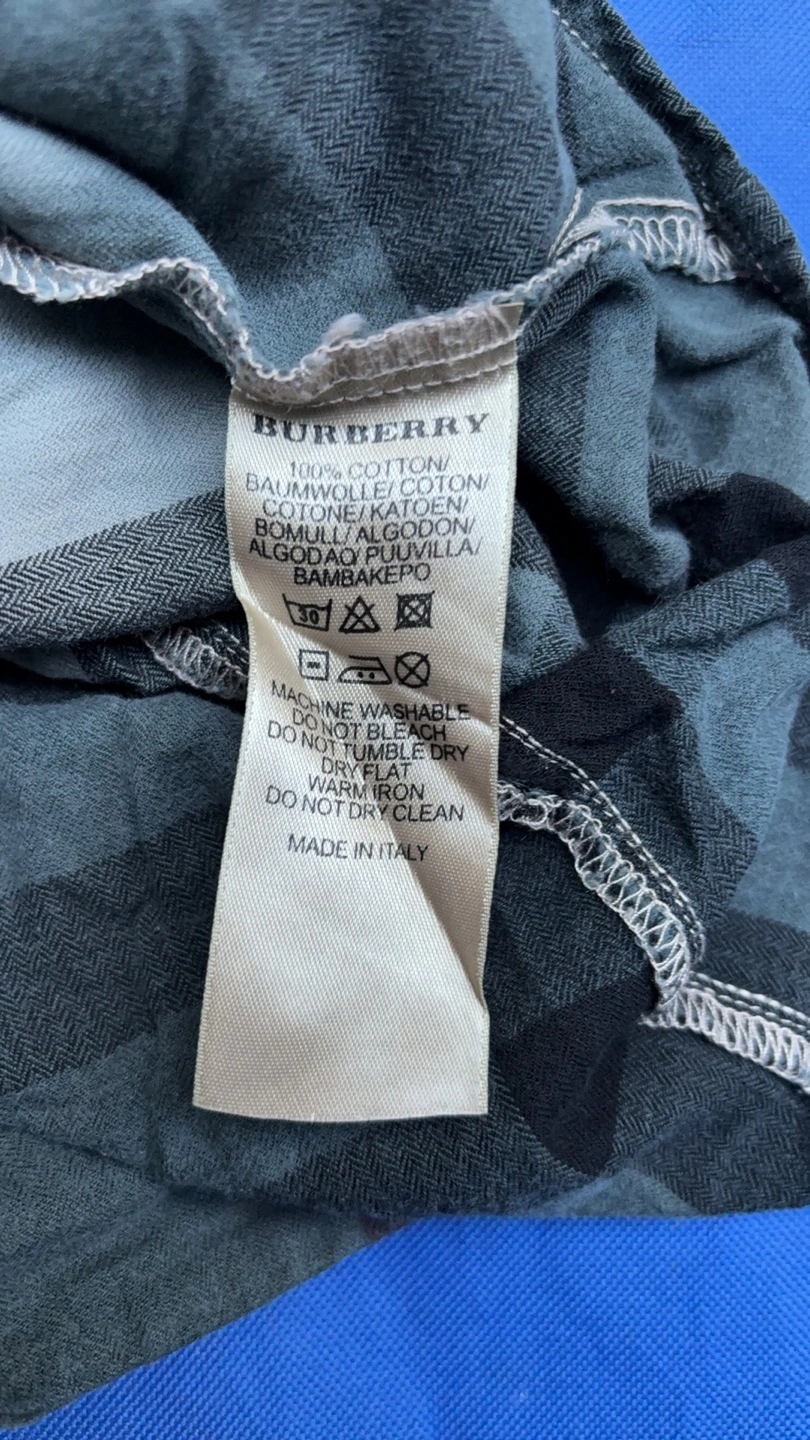 BURBERRY
100% COTTON/
BAUMWOLLE/ COTON/
COTONE/ KATOEN/
BOMULL/ ALGODON/
ALGODAO/ PUUVILLA/
BAMBAKEPO
30
MACHINE WASHABLE
DO NOT BLEACH
DO NOT TUMBLE DRY
DRY FLAT
WARM IRON
DO NOT DRY CLEAN
MADE IN ITALY